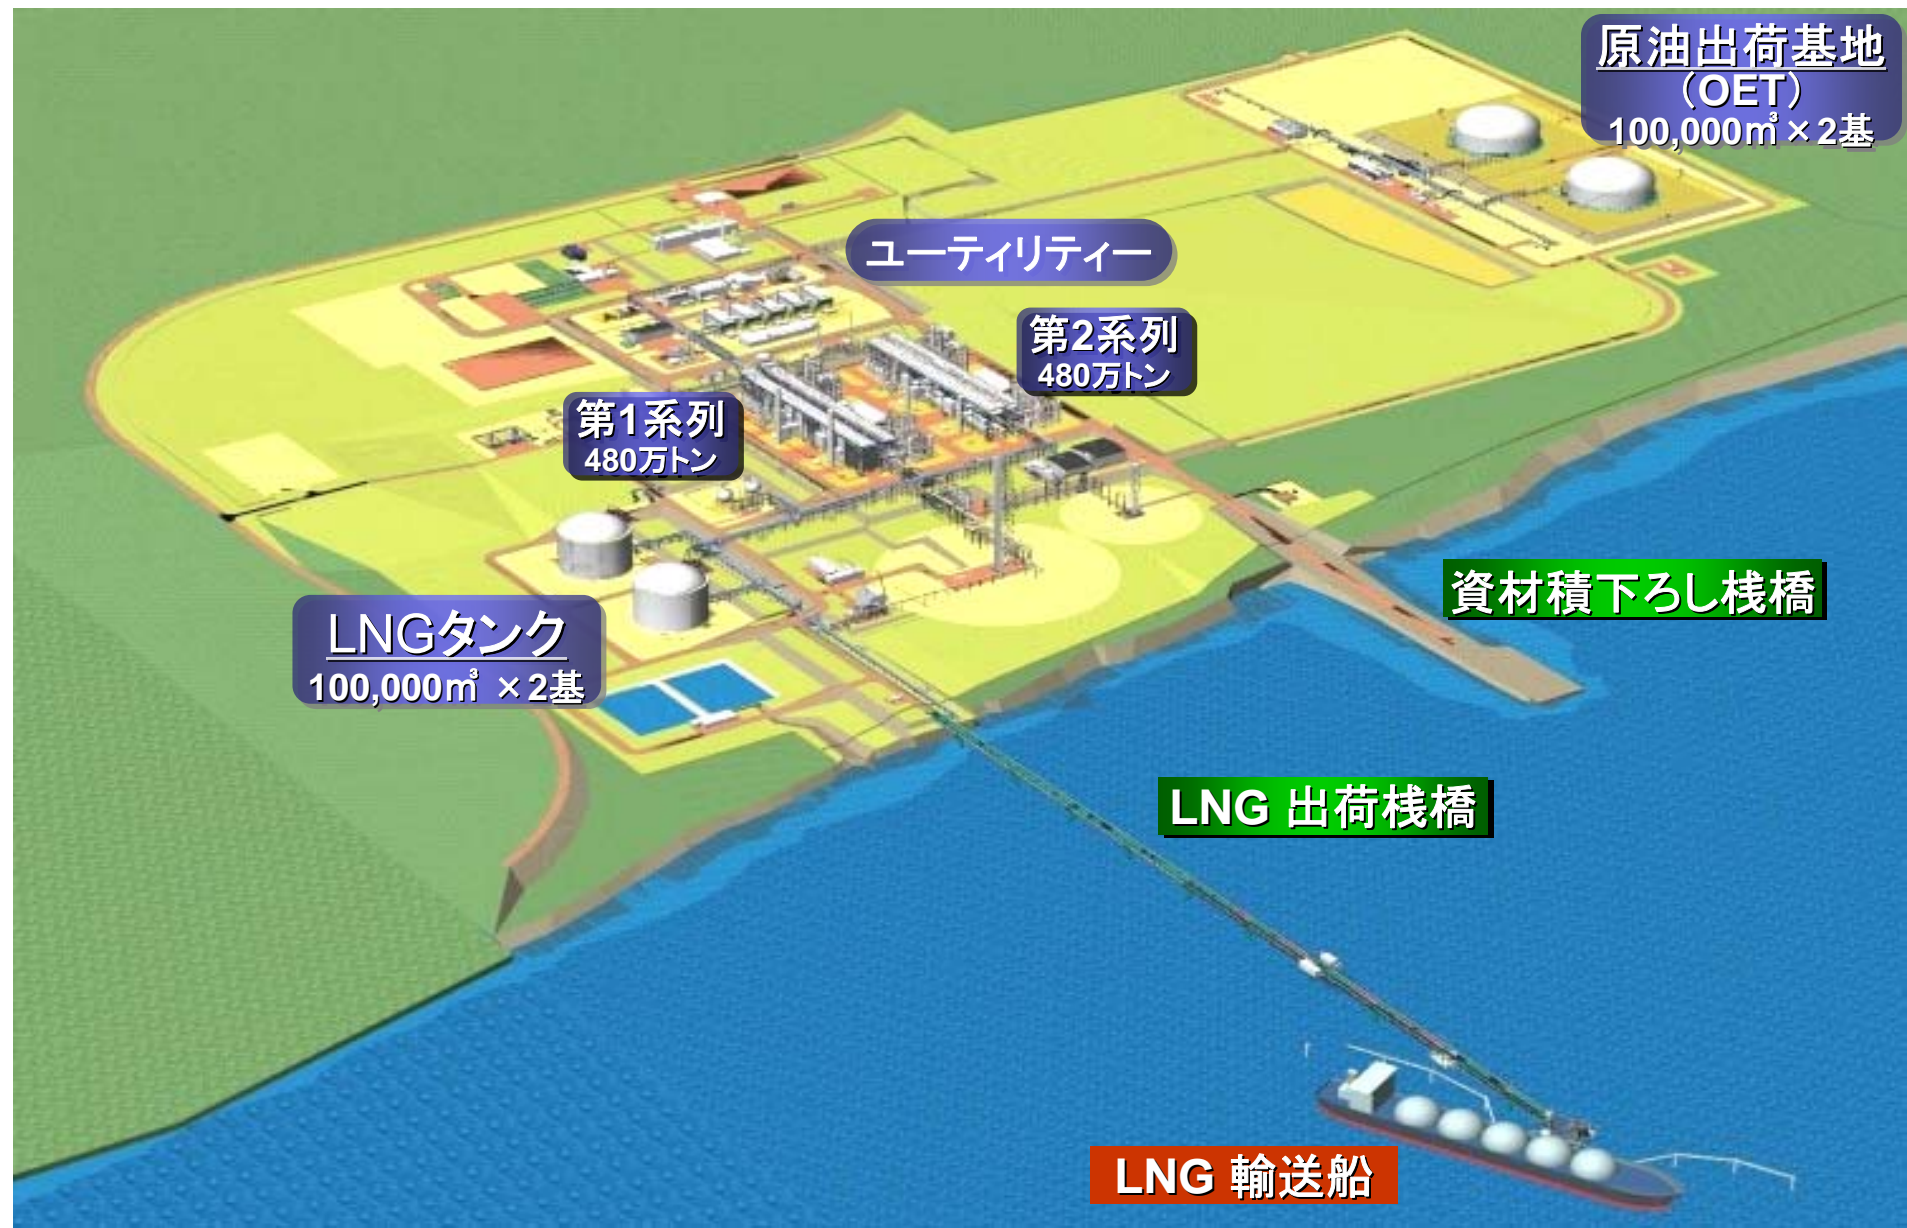 原油出荷基地
（OET）
100,000㎥×2基
ユーティリティー
第2系列
480万トン
第1系列
480万トン
資材積下ろし桟橋
LNGタンク
100,000㎥ ×2基
LNG 出荷桟橋
LNG 輸送船